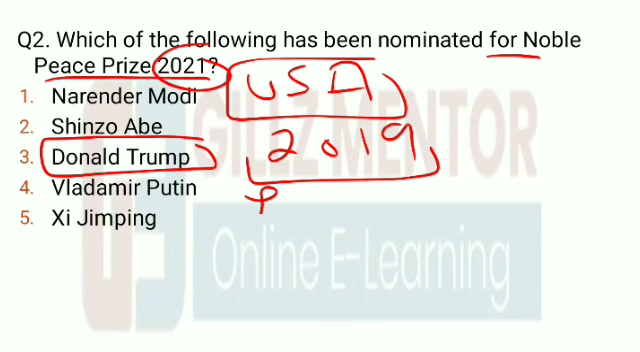 Q2. Which of the following has been nominated for Noble
Peace Prize 2021?
1. Narender Modi
2. Shinzo Abe
3. Donald Trump
4. Vladamir Putin
5. Xi Jimping
USA
2019
P
GILLZ MENTOR
Online E-Learning